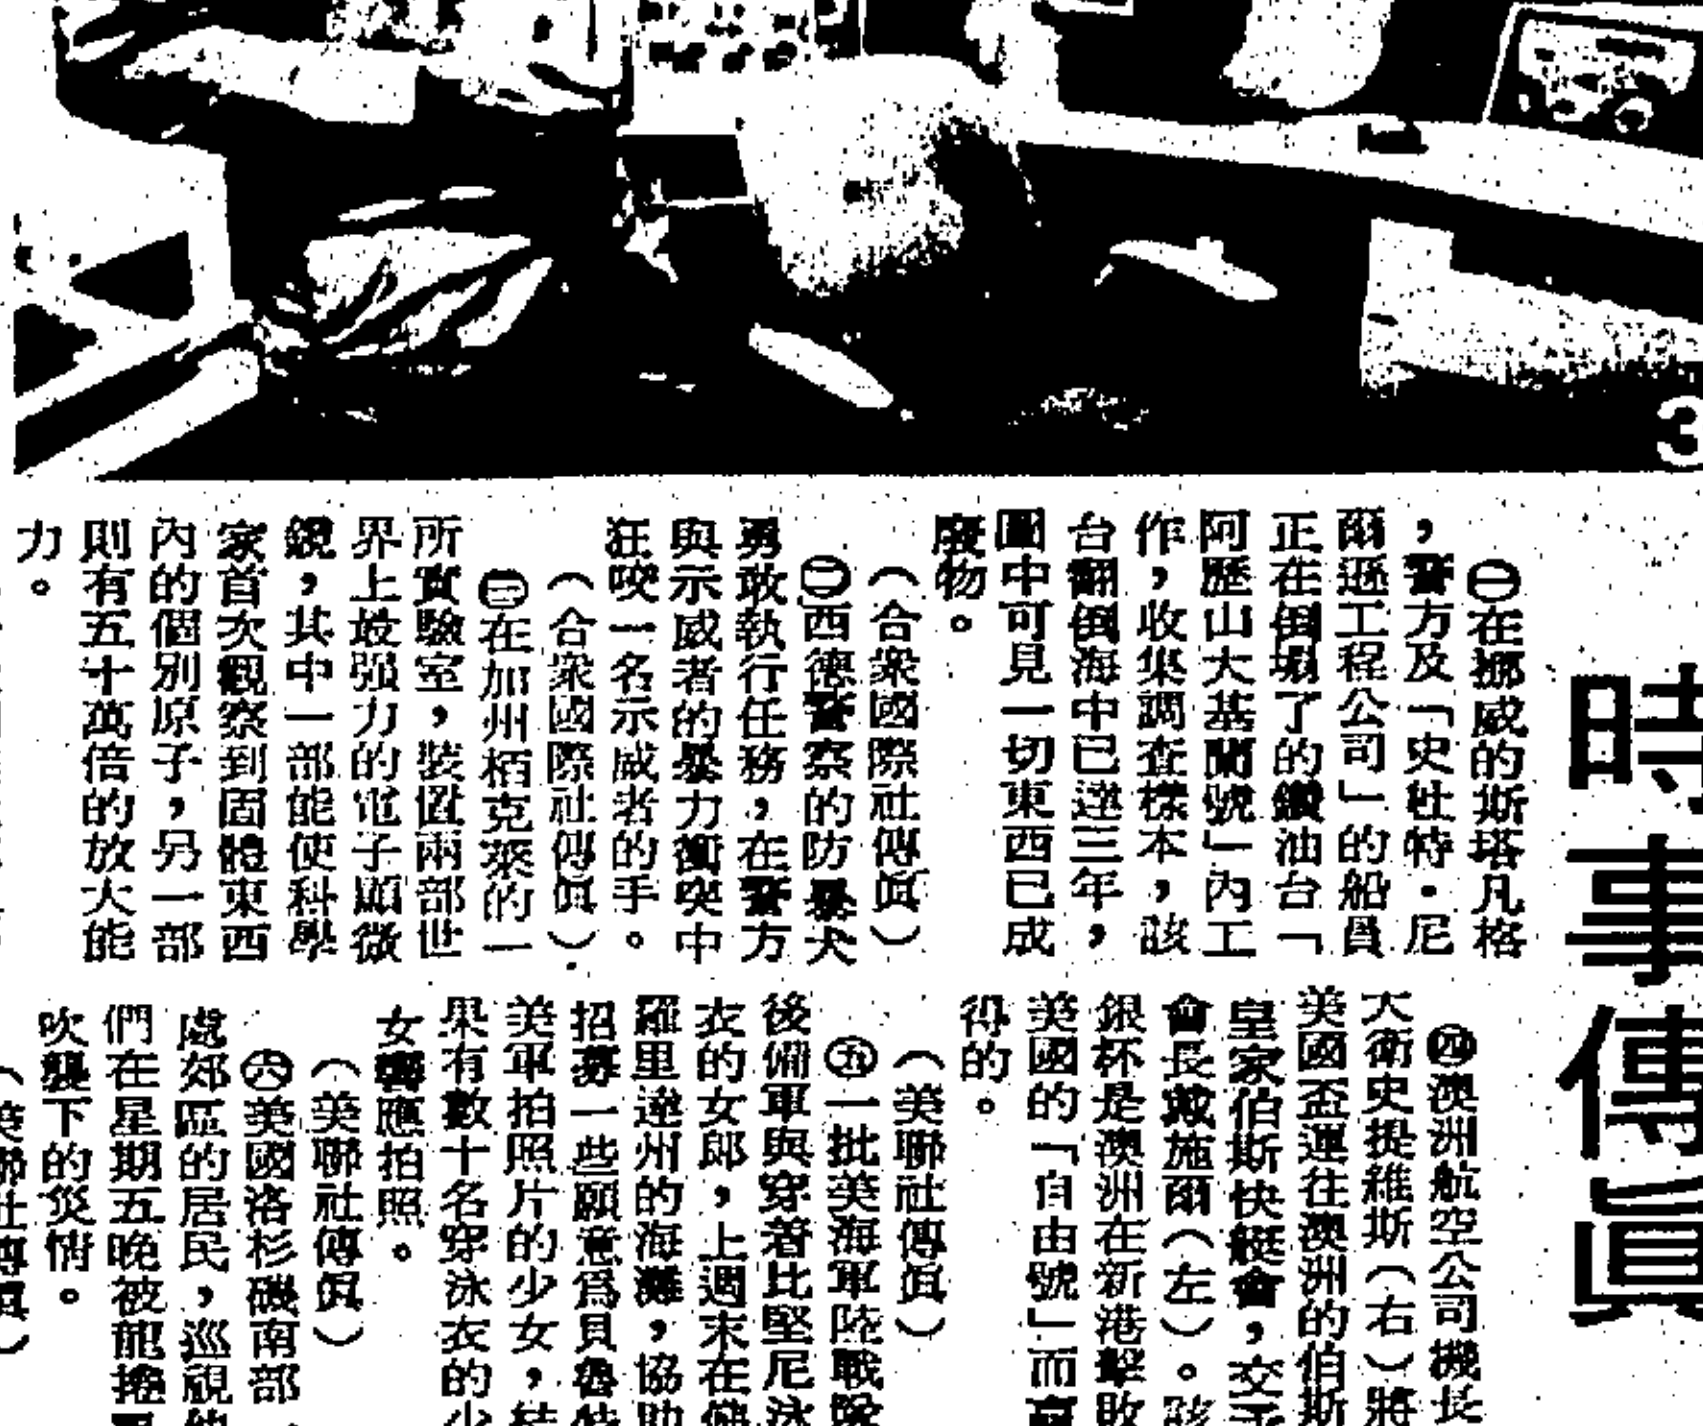 3
時事傳眞
㊀在挪威的斯塔凡格
，警方及「史杜特・尼
爾遜工程公司」的船員
正在倒塌了的鑽油台「
阿歷山大基蘭號」內工
作，收集調查樣本，該
台翻倒海中已達三年，
圖中可見一切東西已成
廢物。
（合衆國際社傳眞）
㊁西德警察的防暴犬
勇敢執行任務，在警方
與示威者的暴力衝突中
狂咬一名示威者的手。
（合衆國際社傳眞）
㊂在加州栢克萊的一
所實驗室，裝置兩部世
界上最强力的電子顯微
鏡，其中一部能使科學
家首次觀察到固體東西
內的個別原子，另一部
則有五十萬倍的放大能
力。
㊃澳洲航空公司機長
大衛史提維斯（右）將
美國盃運往澳洲的伯斯
皇家伯斯快艇會，交予
會長戴施爾（左）。該
銀杯是澳洲在新港擊敗
美國的「自由號」而贏
得的。
（美聯社傳眞）
㊄一批美海軍陸戰隊
後備軍與穿着比堅尼泳
衣的女郎，上週末在佛
羅里達州的海灘，協助
招募一些願意爲貝魯特
美軍拍照片的少女，結
果有數十名穿泳衣的少
女響應拍照。
（美聯社傳眞）
㊅美國洛杉磯南部
處郊區的居民，巡視他
們在星期五晚被龍捲風
吹襲下的災情。
（美聯社傳眞）